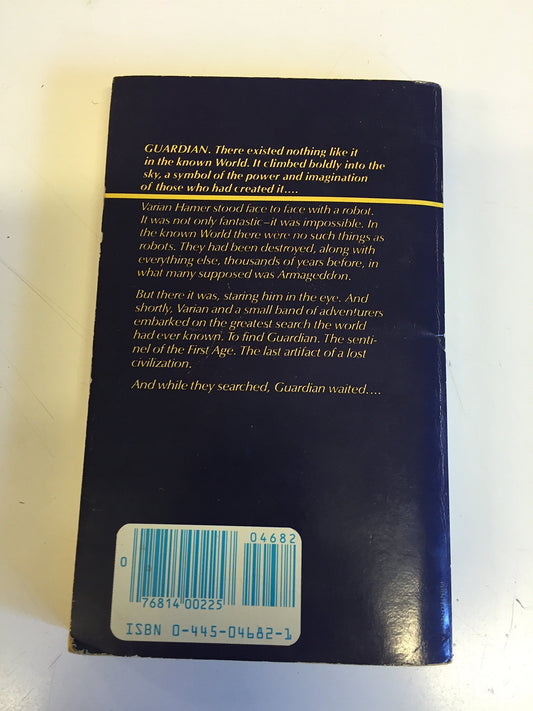 GUARDIAN. There existed nothing like it
in the known World. It climbed boldly into the
sky, a symbol of the power and imagination
of those who had created it....
Varian Hamer stood face to face with a robot.
It was not only fantastic–it was impossible. In
the known World there were no such things as
robots. They had been destroyed, along with
everything else, thousands of years before, in
what many supposed was Armageddon.
But there it was, staring him in the eye. And
shortly, Varian and a small band of adventurers
embarked on the greatest search the world
had ever known. To find Guardian. The senti-
nel of the First Age. The last artifact of a lost
civilization.
And while they searched, Guardian waited....
04682
0
76814 00225
ISBN 0-445-04682-1